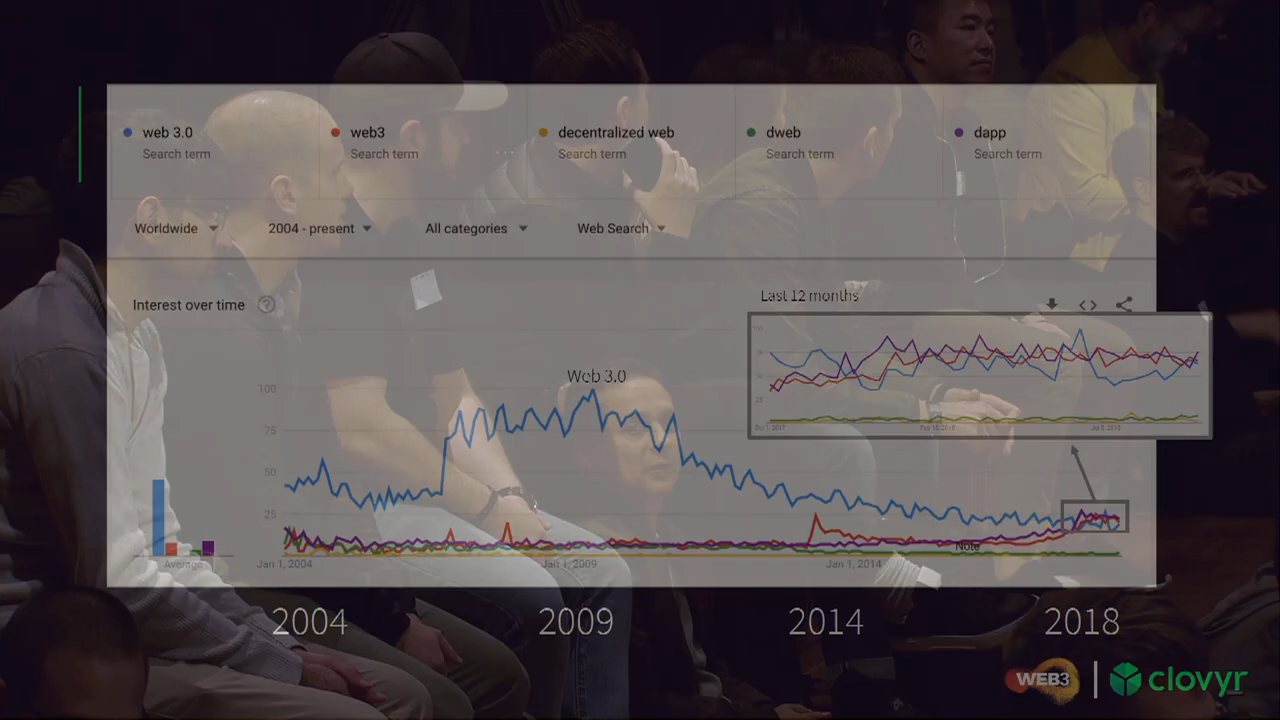 web 3.0
Search term
web3
Search term
decentralized web
Search term
dweb
Search term
dapp
Search term
Worldwide
2004 - present
All categories
Web Search
Interest over time
?
Last 12 months
Web 3.0
100
75
50
25
Average
Note
Jan 1, 2004
Jan 1, 2009
Jan 1, 2014
2004
2009
2014
2018
WEB3
clovyr